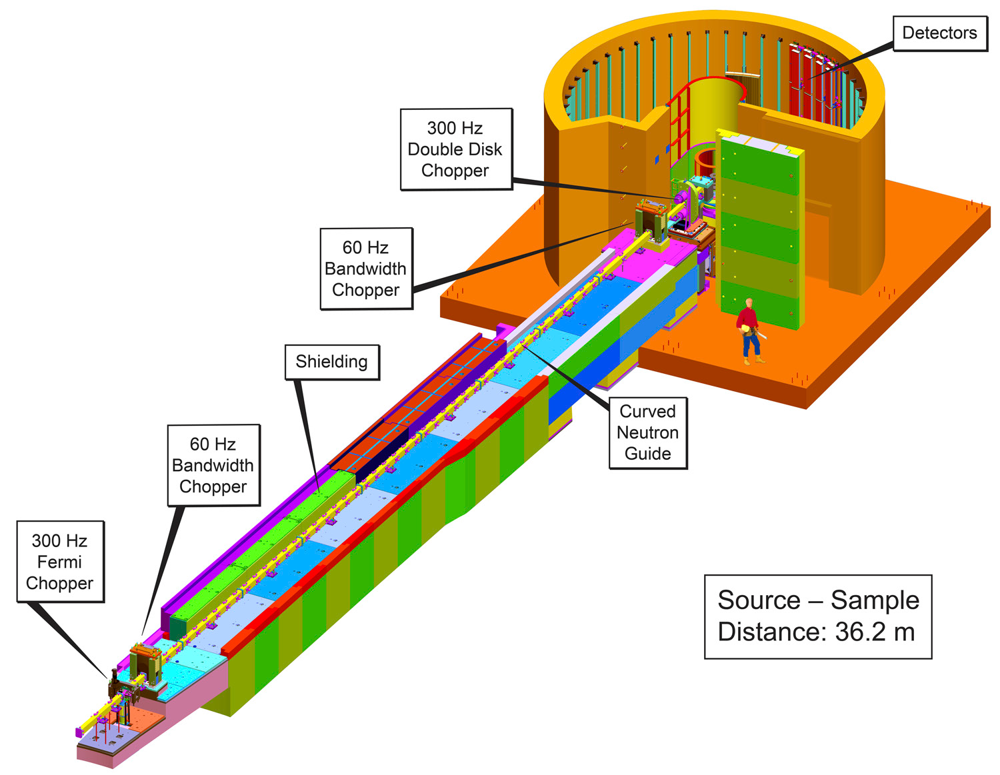 Detectors
300 Hz
Double Disk
Chopper
60 Hz
Bandwidth
Chopper
Shielding
Curved
Neutron
Guide
60 Hz
Bandwidth
Chopper
300 Hz
Fermi
Chopper
Source – Sample
Distance: 36.2 m